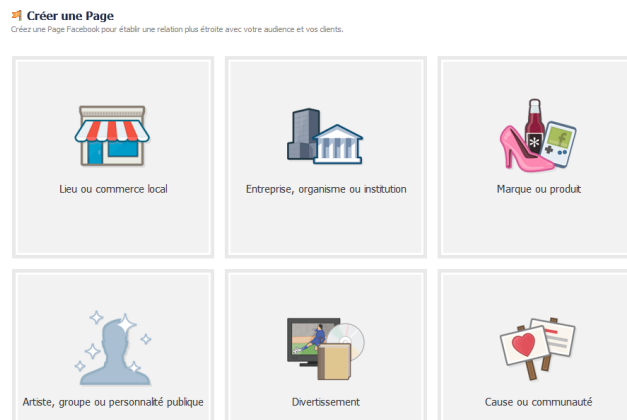 Créer une Page
Créez une Page Facebook pour établir une relation plus étroite avec votre audience et vos clients.
Lieu ou commerce local
Entreprise, organisme ou institution
Marque ou produit
Artiste, groupe ou personnalité publique
Divertissement
Cause ou communauté